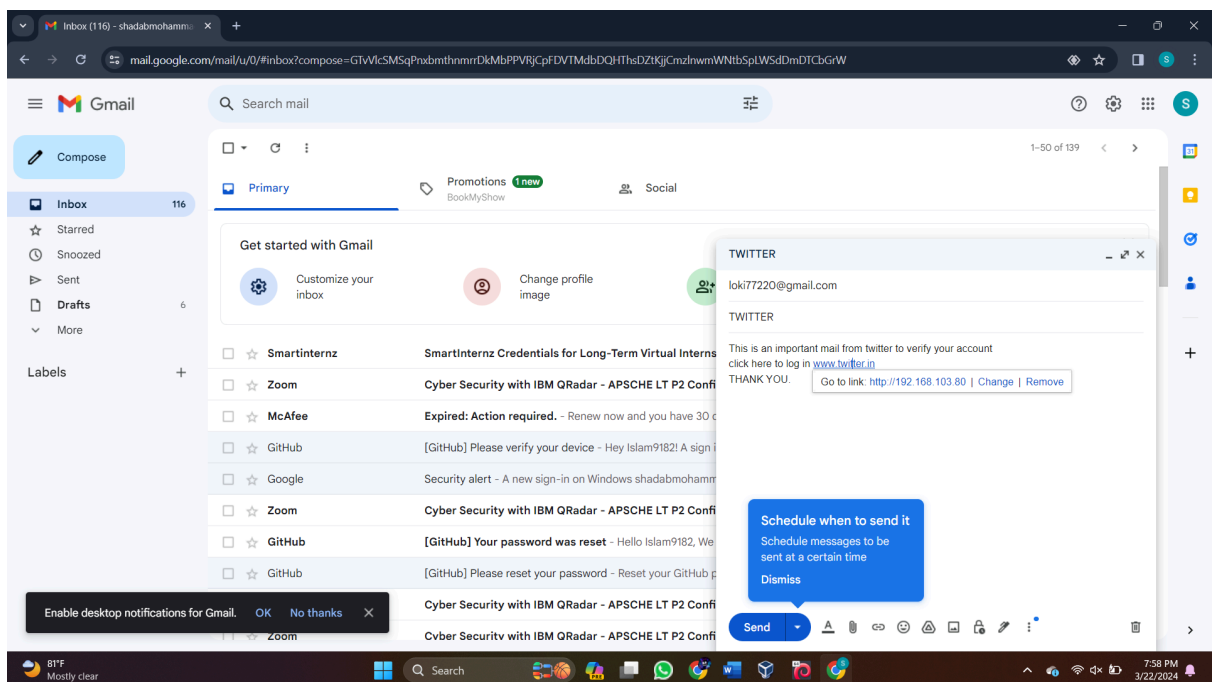 Inbox (116) - shadabmohamma
mail.google.com/mail/u/0/#inbox?compose=GTvVlcSMSqPnxbmthnmrrDkMbPPVRjCpFDVTMdbDQHThsDZtKjjCmzlnwmWNtbSpLWSdDmDTCbGrW
S
Gmail
Search mail
S
Compose
1–50 of 139
31
Primary
Promotions 1 new
BookMyShow
Social
Inbox 116
Starred
Snoozed
Sent
Drafts 6
More
Labels
Get started with Gmail
Customize your
inbox
Change profile
image
Smartinternz SmartInternz Credentials for Long-Term Virtual Interns
Zoom Cyber Security with IBM QRadar - APSCHE LT P2 Confi
McAfee Expired: Action required. - Renew now and you have 30 c
GitHub [GitHub] Please verify your device - Hey Islam9182! A sign i
Google Security alert - A new sign-in on Windows shadabmohamm
Zoom Cyber Security with IBM QRadar - APSCHE LT P2 Confi
GitHub [GitHub] Your password was reset - Hello Islam9182, We
GitHub [GitHub] Please reset your password - Reset your GitHub p
Cyber Security with IBM QRadar - APSCHE LT P2 Confi
Zoom Cyber Security with IBM QRadar - APSCHE LT P2 Confi
TWITTER
loki77220@gmail.com
TWITTER
This is an important mail from twitter to verify your account
click here to log in www.twitter.in
THANK YOU.
Go to link: http://192.168.103.80 | Change | Remove
Schedule when to send it
Schedule messages to be
sent at a certain time
Dismiss
Send
Enable desktop notifications for Gmail. OK No thanks
81°F
Mostly clear
Search
7:58 PM
3/22/2024